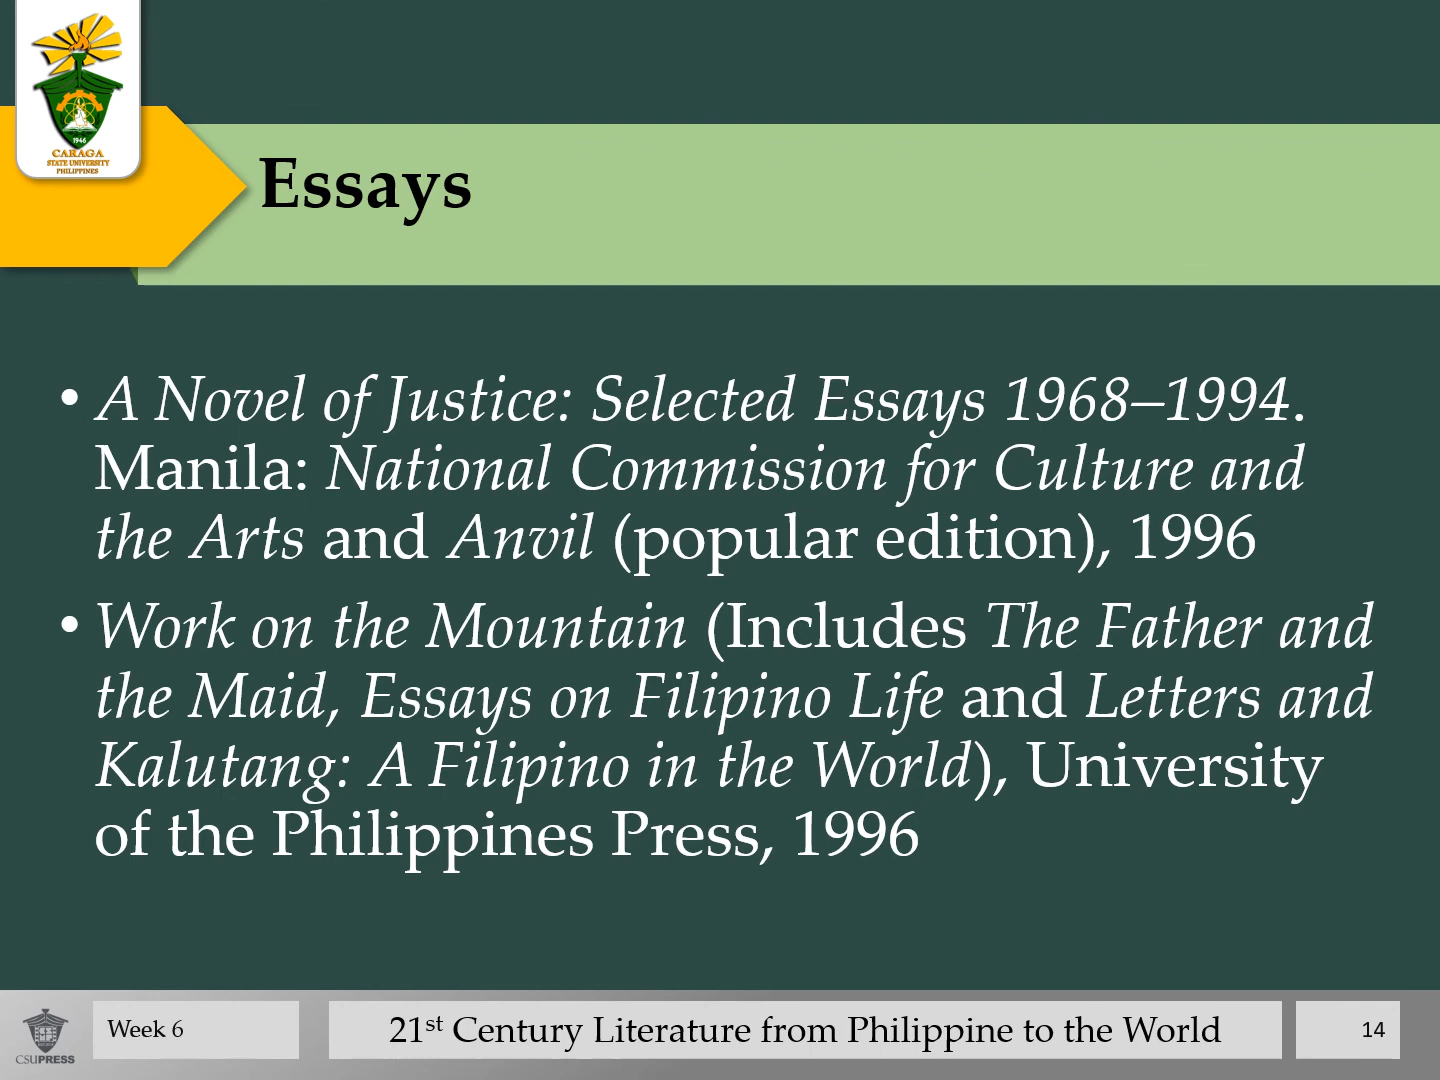 1946
CARAGA
STATE UNIVERSITY
PHILIPPINES
Essays
• A Novel of Justice: Selected Essays 1968–1994.
Manila: National Commission for Culture and
the Arts and Anvil (popular edition), 1996
• Work on the Mountain (Includes The Father and
the Maid, Essays on Filipino Life and Letters and
Kalutang: A Filipino in the World), University
of the Philippines Press, 1996
CSUPRESS
Week 6
21st Century Literature from Philippine to the World
14